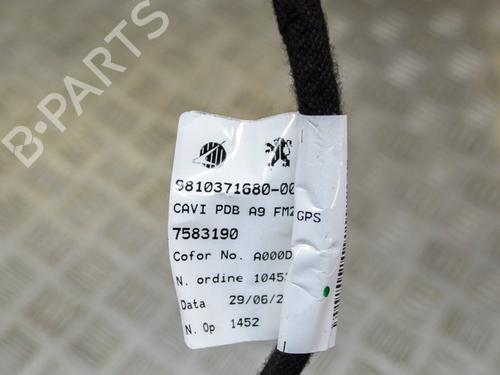 B-PARTS
9810371680-00
CAVI PDB A9 FM2
GPS
7583190
Cofor No. A000D
N. ordine
Data 29/06/2
N. Op 1452